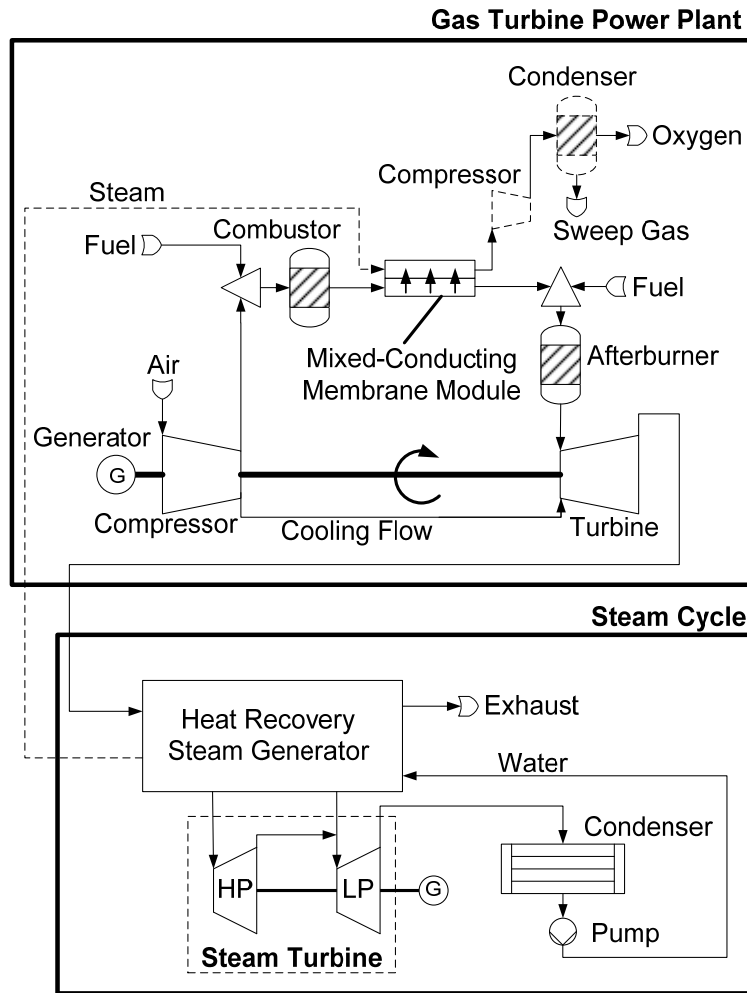 Gas Turbine Power Plant
Condenser
Oxygen
Compressor
Steam
Sweep Gas
Combustor
Fuel
Fuel
Mixed-Conducting
Membrane Module
Afterburner
Air
Generator
G
Compressor
Cooling Flow
Turbine
Steam Cycle
Heat Recovery
Steam Generator
Exhaust
Water
Condenser
HP
LP
G
Pump
Steam Turbine